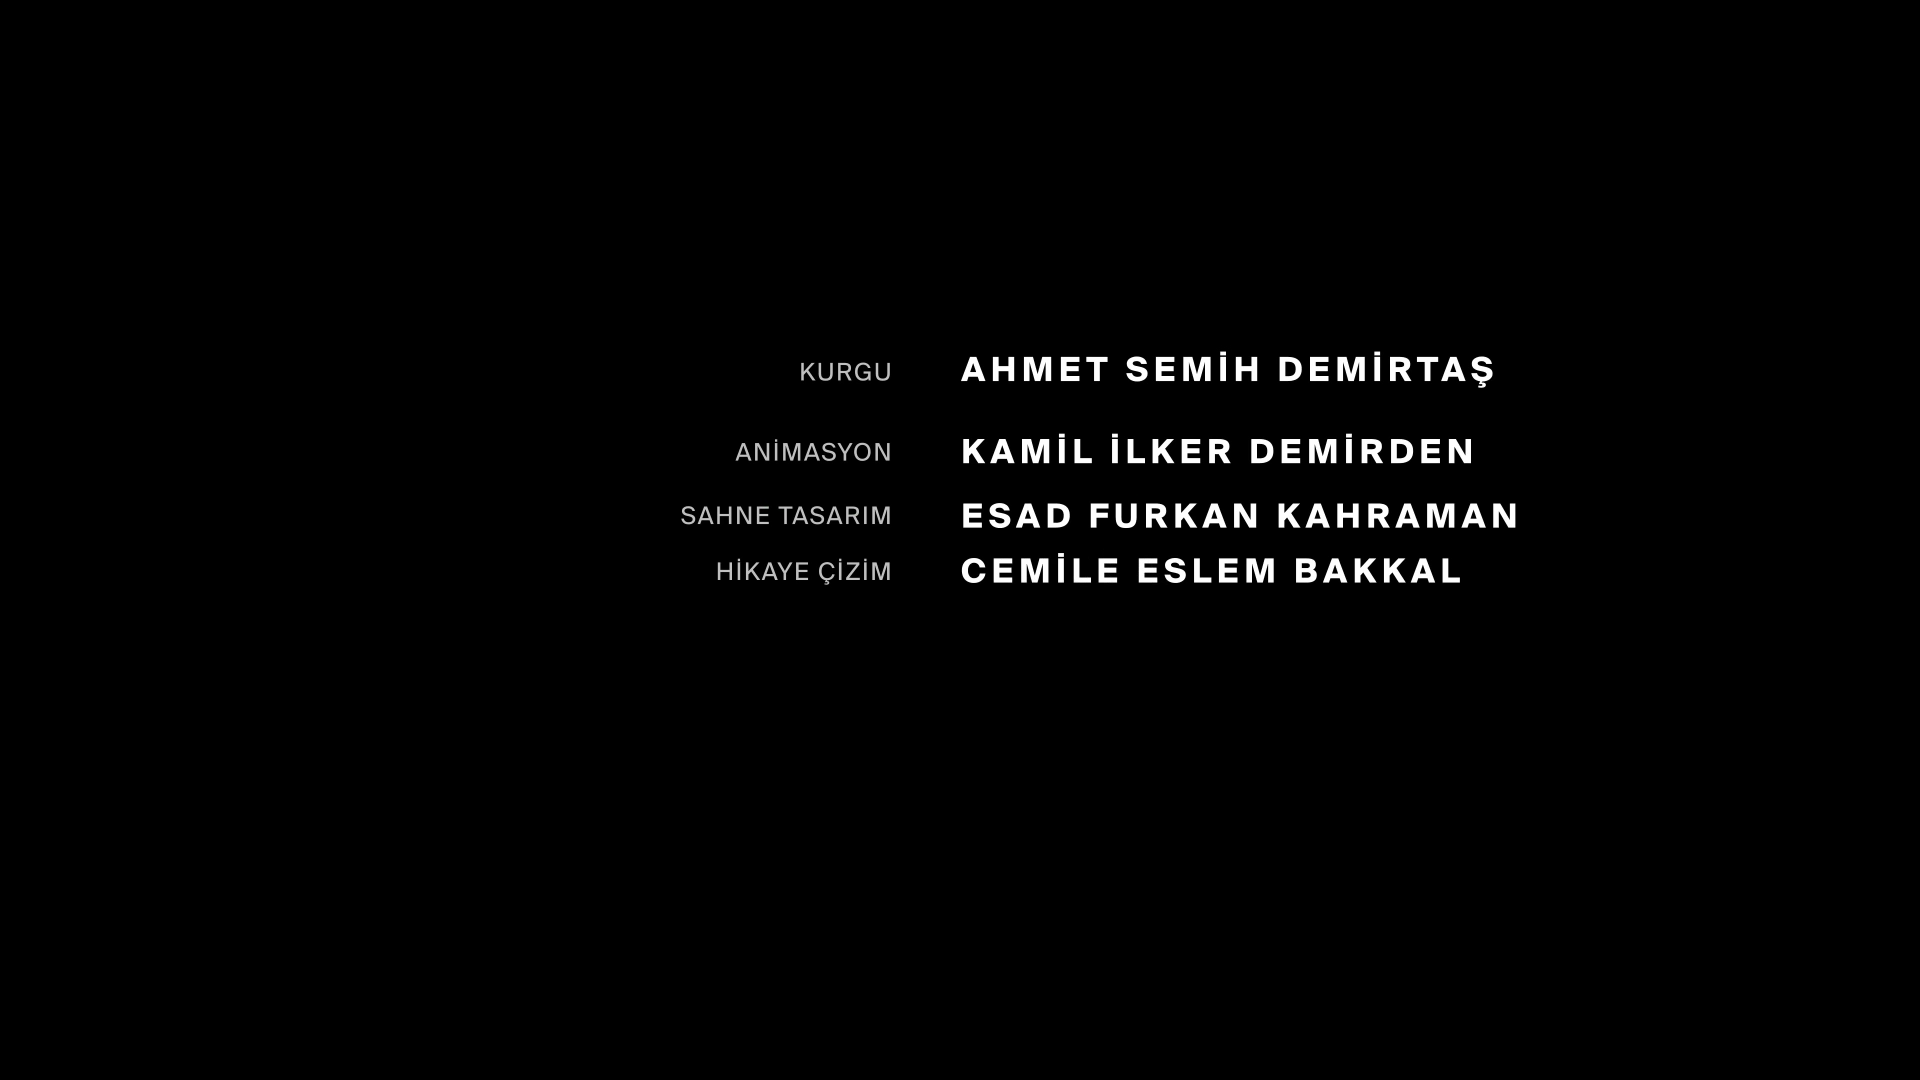 KURGU AHMET SEMİH DEMİRTAŞ
ANİMASYON KAMİL İLKER DEMİRDEN
SAHNE TASARIM ESAD FURKAN KAHRAMAN
HİKAYE ÇİZİM CEMİLE ESLEM BAKKAL